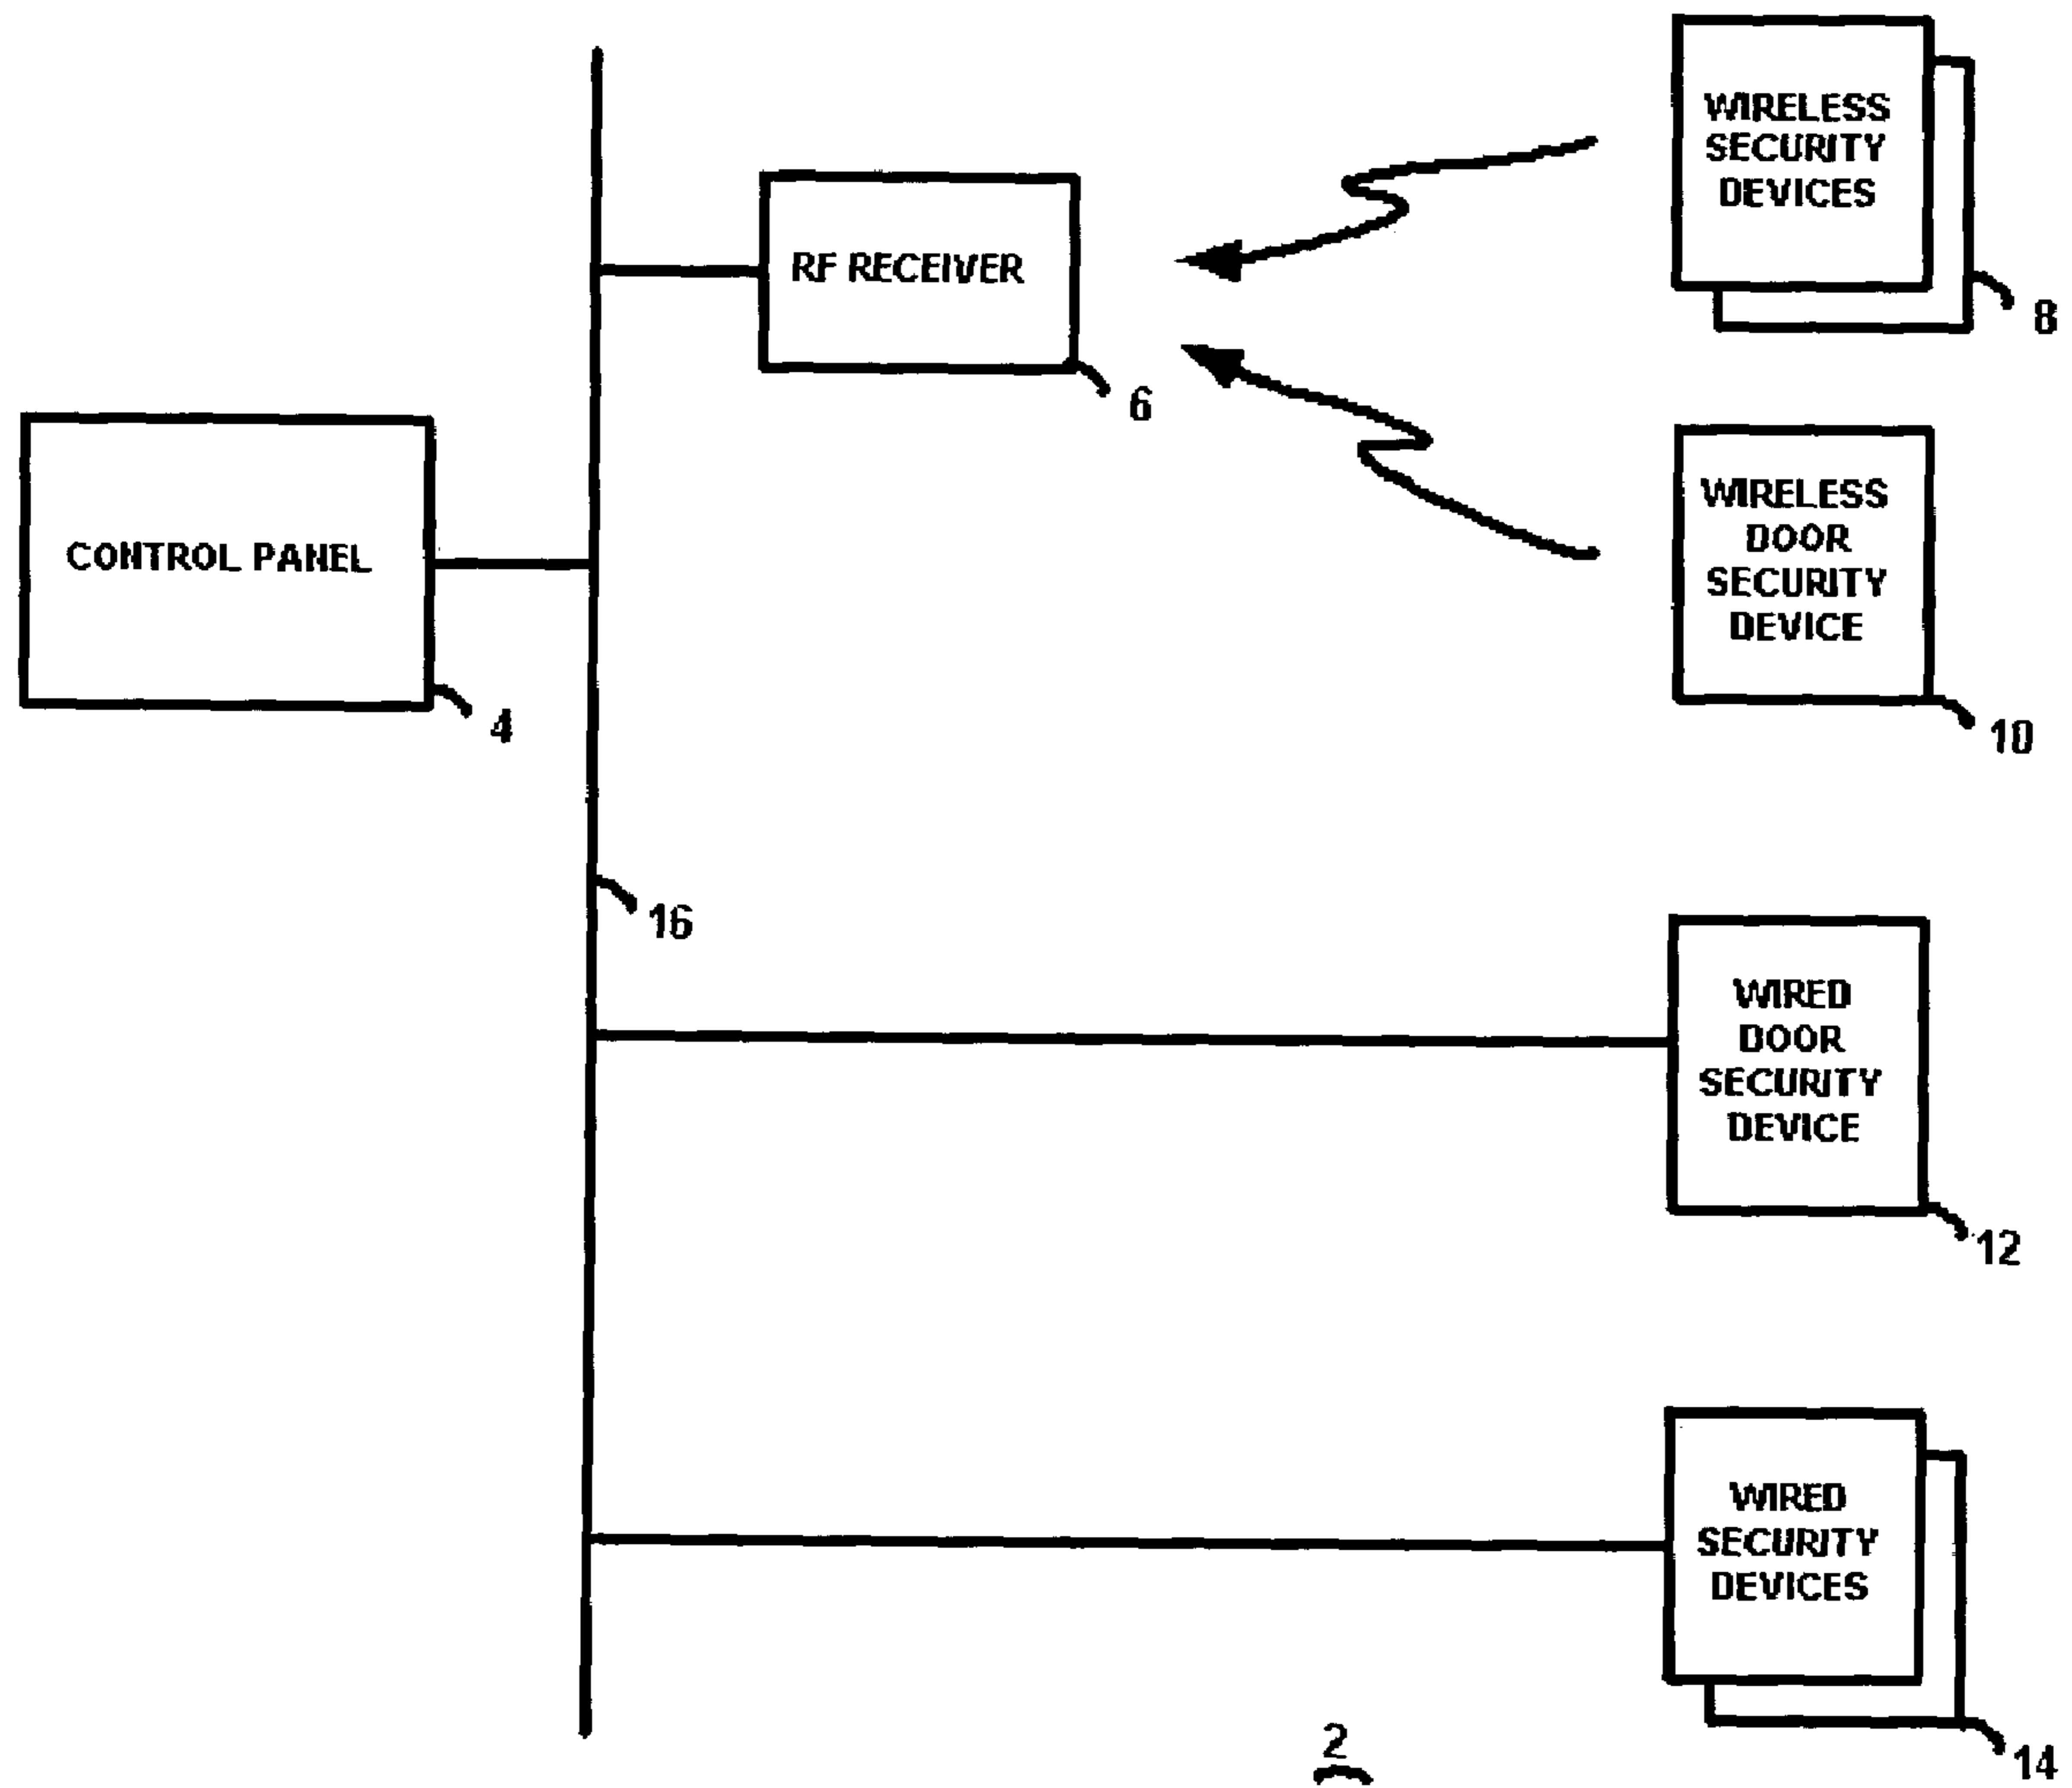 WIRELESS
SECURITY
DEVICES
8
RF RECEIVER
6
WIRELESS
DOOR
SECURITY
DEVICE
10
CONTROL PANEL
4
16
WIRED
DOOR
SECURITY
DEVICE
12
WIRED
SECURITY
DEVICES
14
2